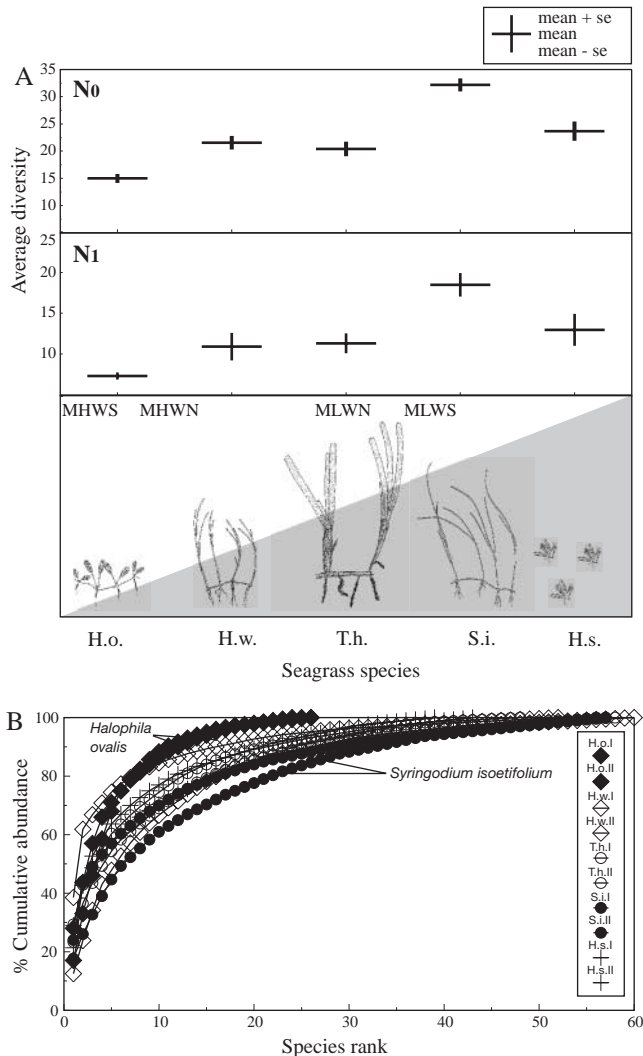 mean + se
mean
mean - se
A
N0
35
30
25
20
15
10
Average diversity
N1
25
20
15
10
MHWS MHWN MLWN MLWS
H.o. H.w. T.h. S.i. H.s.
Seagrass species
B
100
80
60
40
20
0
% Cumulative abundance
Halophila
ovalis
Syringodium isoetifolium
H.o.I
H.o.II
H.w.I
H.w.II
T.h.I
T.h.II
S.i.I
S.i.II
H.s.I
H.s.II
0 10 20 30 40 50 60
Species rank